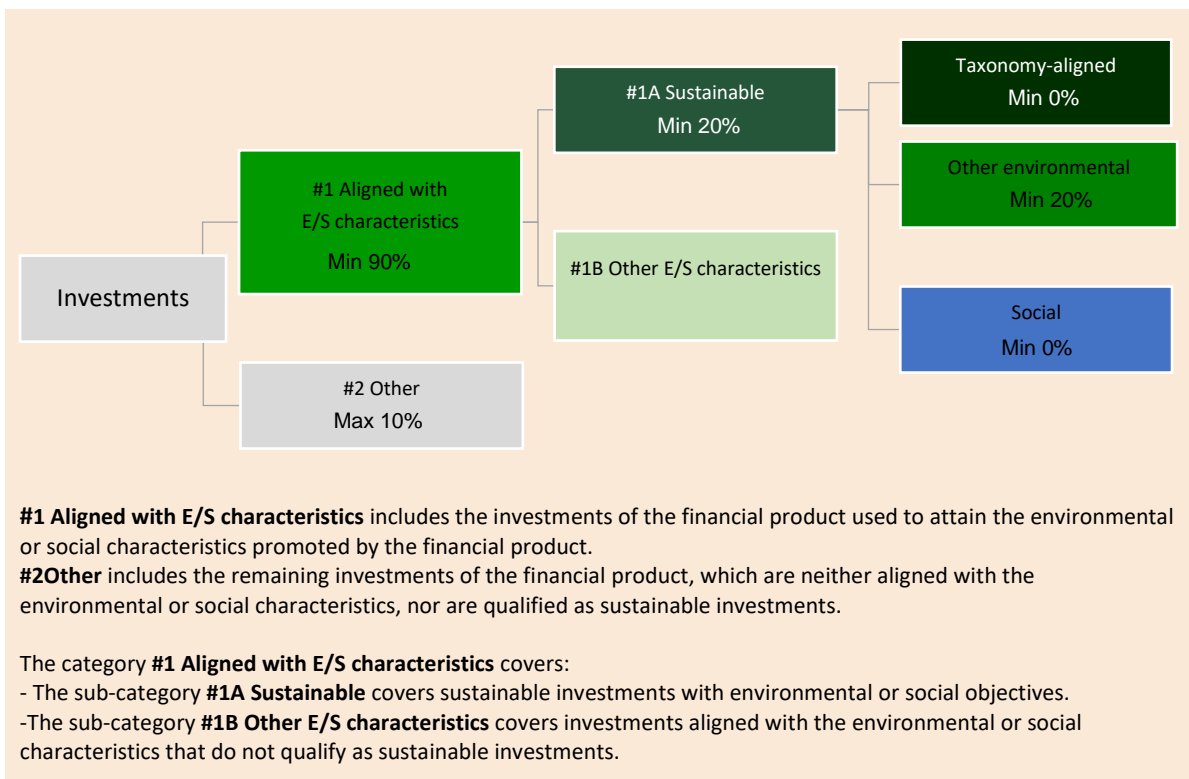 Investments
#1 Aligned with
E/S characteristics
Min 90%
#2 Other
Max 10%
#1A Sustainable
Min 20%
#1B Other E/S characteristics
Taxonomy-aligned
Min 0%
Other environmental
Min 20%
Social
Min 0%
#1 Aligned with E/S characteristics includes the investments of the financial product used to attain the environmental
or social characteristics promoted by the financial product.
#2Other includes the remaining investments of the financial product, which are neither aligned with the
environmental or social characteristics, nor are qualified as sustainable investments.
The category #1 Aligned with E/S characteristics covers:
- The sub-category #1A Sustainable covers sustainable investments with environmental or social objectives.
-The sub-category #1B Other E/S characteristics covers investments aligned with the environmental or social
characteristics that do not qualify as sustainable investments.